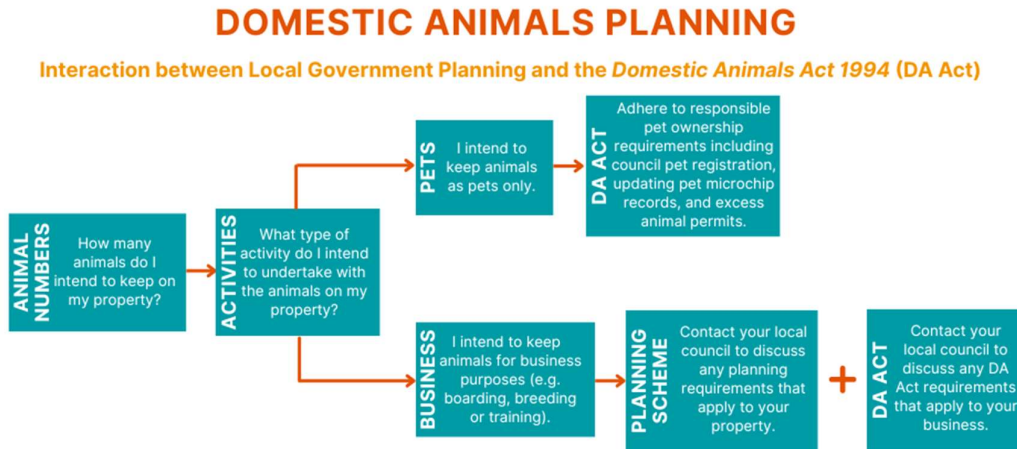 DOMESTIC ANIMALS PLANNING
Interaction between Local Government Planning and the Domestic Animals Act 1994 (DA Act)
ANIMAL
NUMBERS
How many
animals do I
intend to keep on
my property?
ACTIVITIES
What type of
activity do I intend
to undertake with
the animals on my
property?
PETS
I intend to
keep animals
as pets only.
DA ACT
Adhere to responsible
pet ownership
requirements including
council pet registration,
updating pet microchip
records, and excess
animal permits.
BUSINESS
I intend to keep
animals for business
purposes (e.g.
boarding, breeding
or training).
PLANNING
SCHEME
Contact your local
council to discuss
any planning
requirements that
apply to your
property.
+
DA ACT
Contact your
local council to
discuss any DA
Act requirements
that apply to your
business.